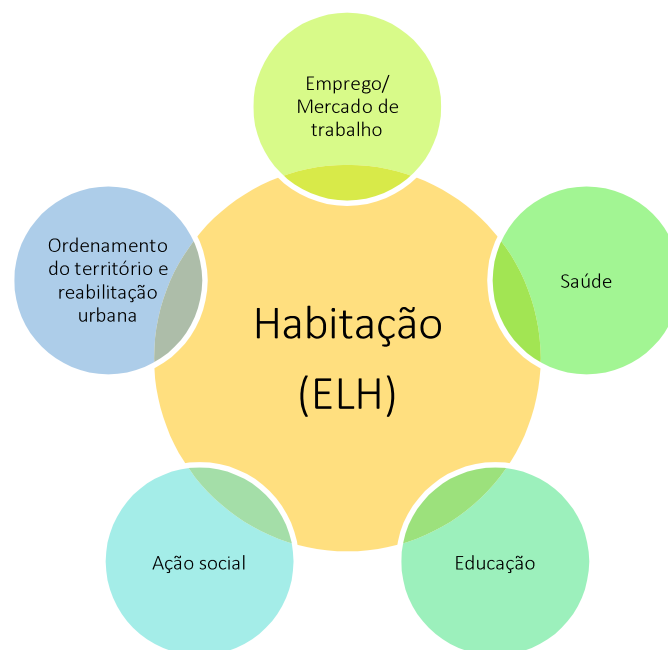 Emprego/
Mercado de
trabalho
Ordenamento
do território e
reabilitação
urbana
Saúde
Habitação
(ELH)
Ação social
Educação